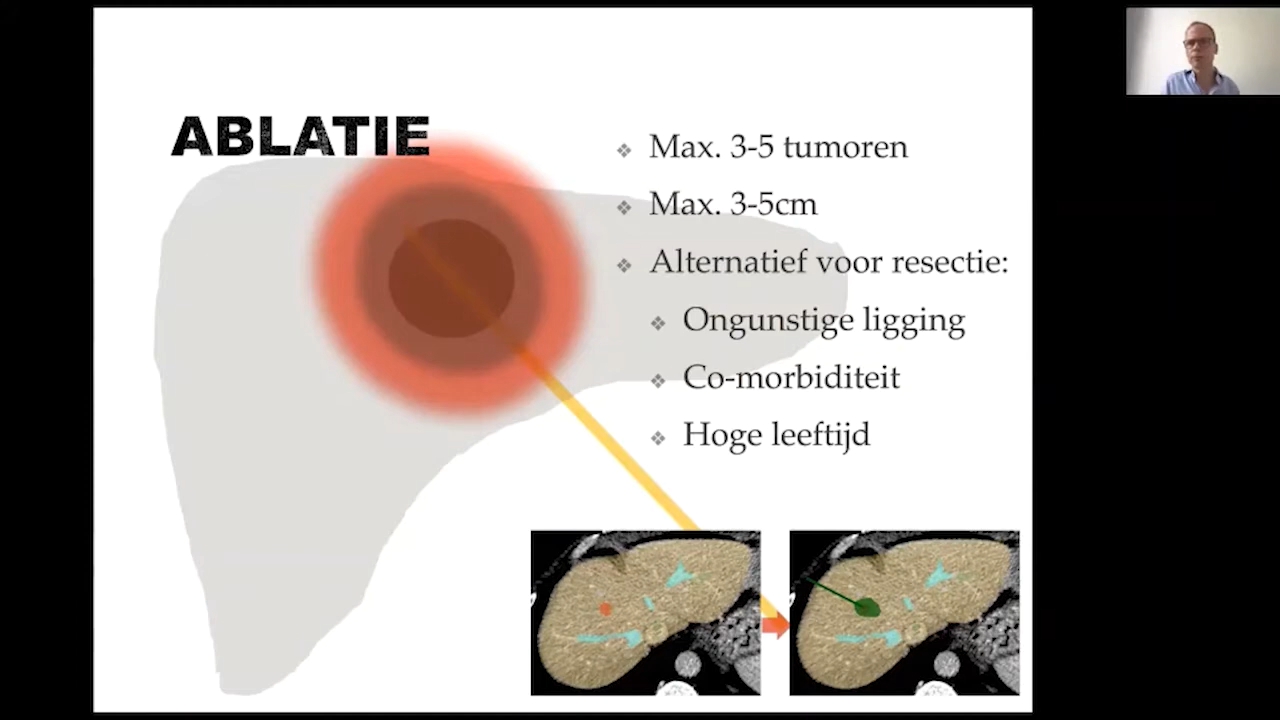 ABLATIE
Max. 3-5 tumoren
Max. 3-5cm
Alternatief voor resectie:
Ongunstige ligging
Co-morbiditeit
Hoge leeftijd